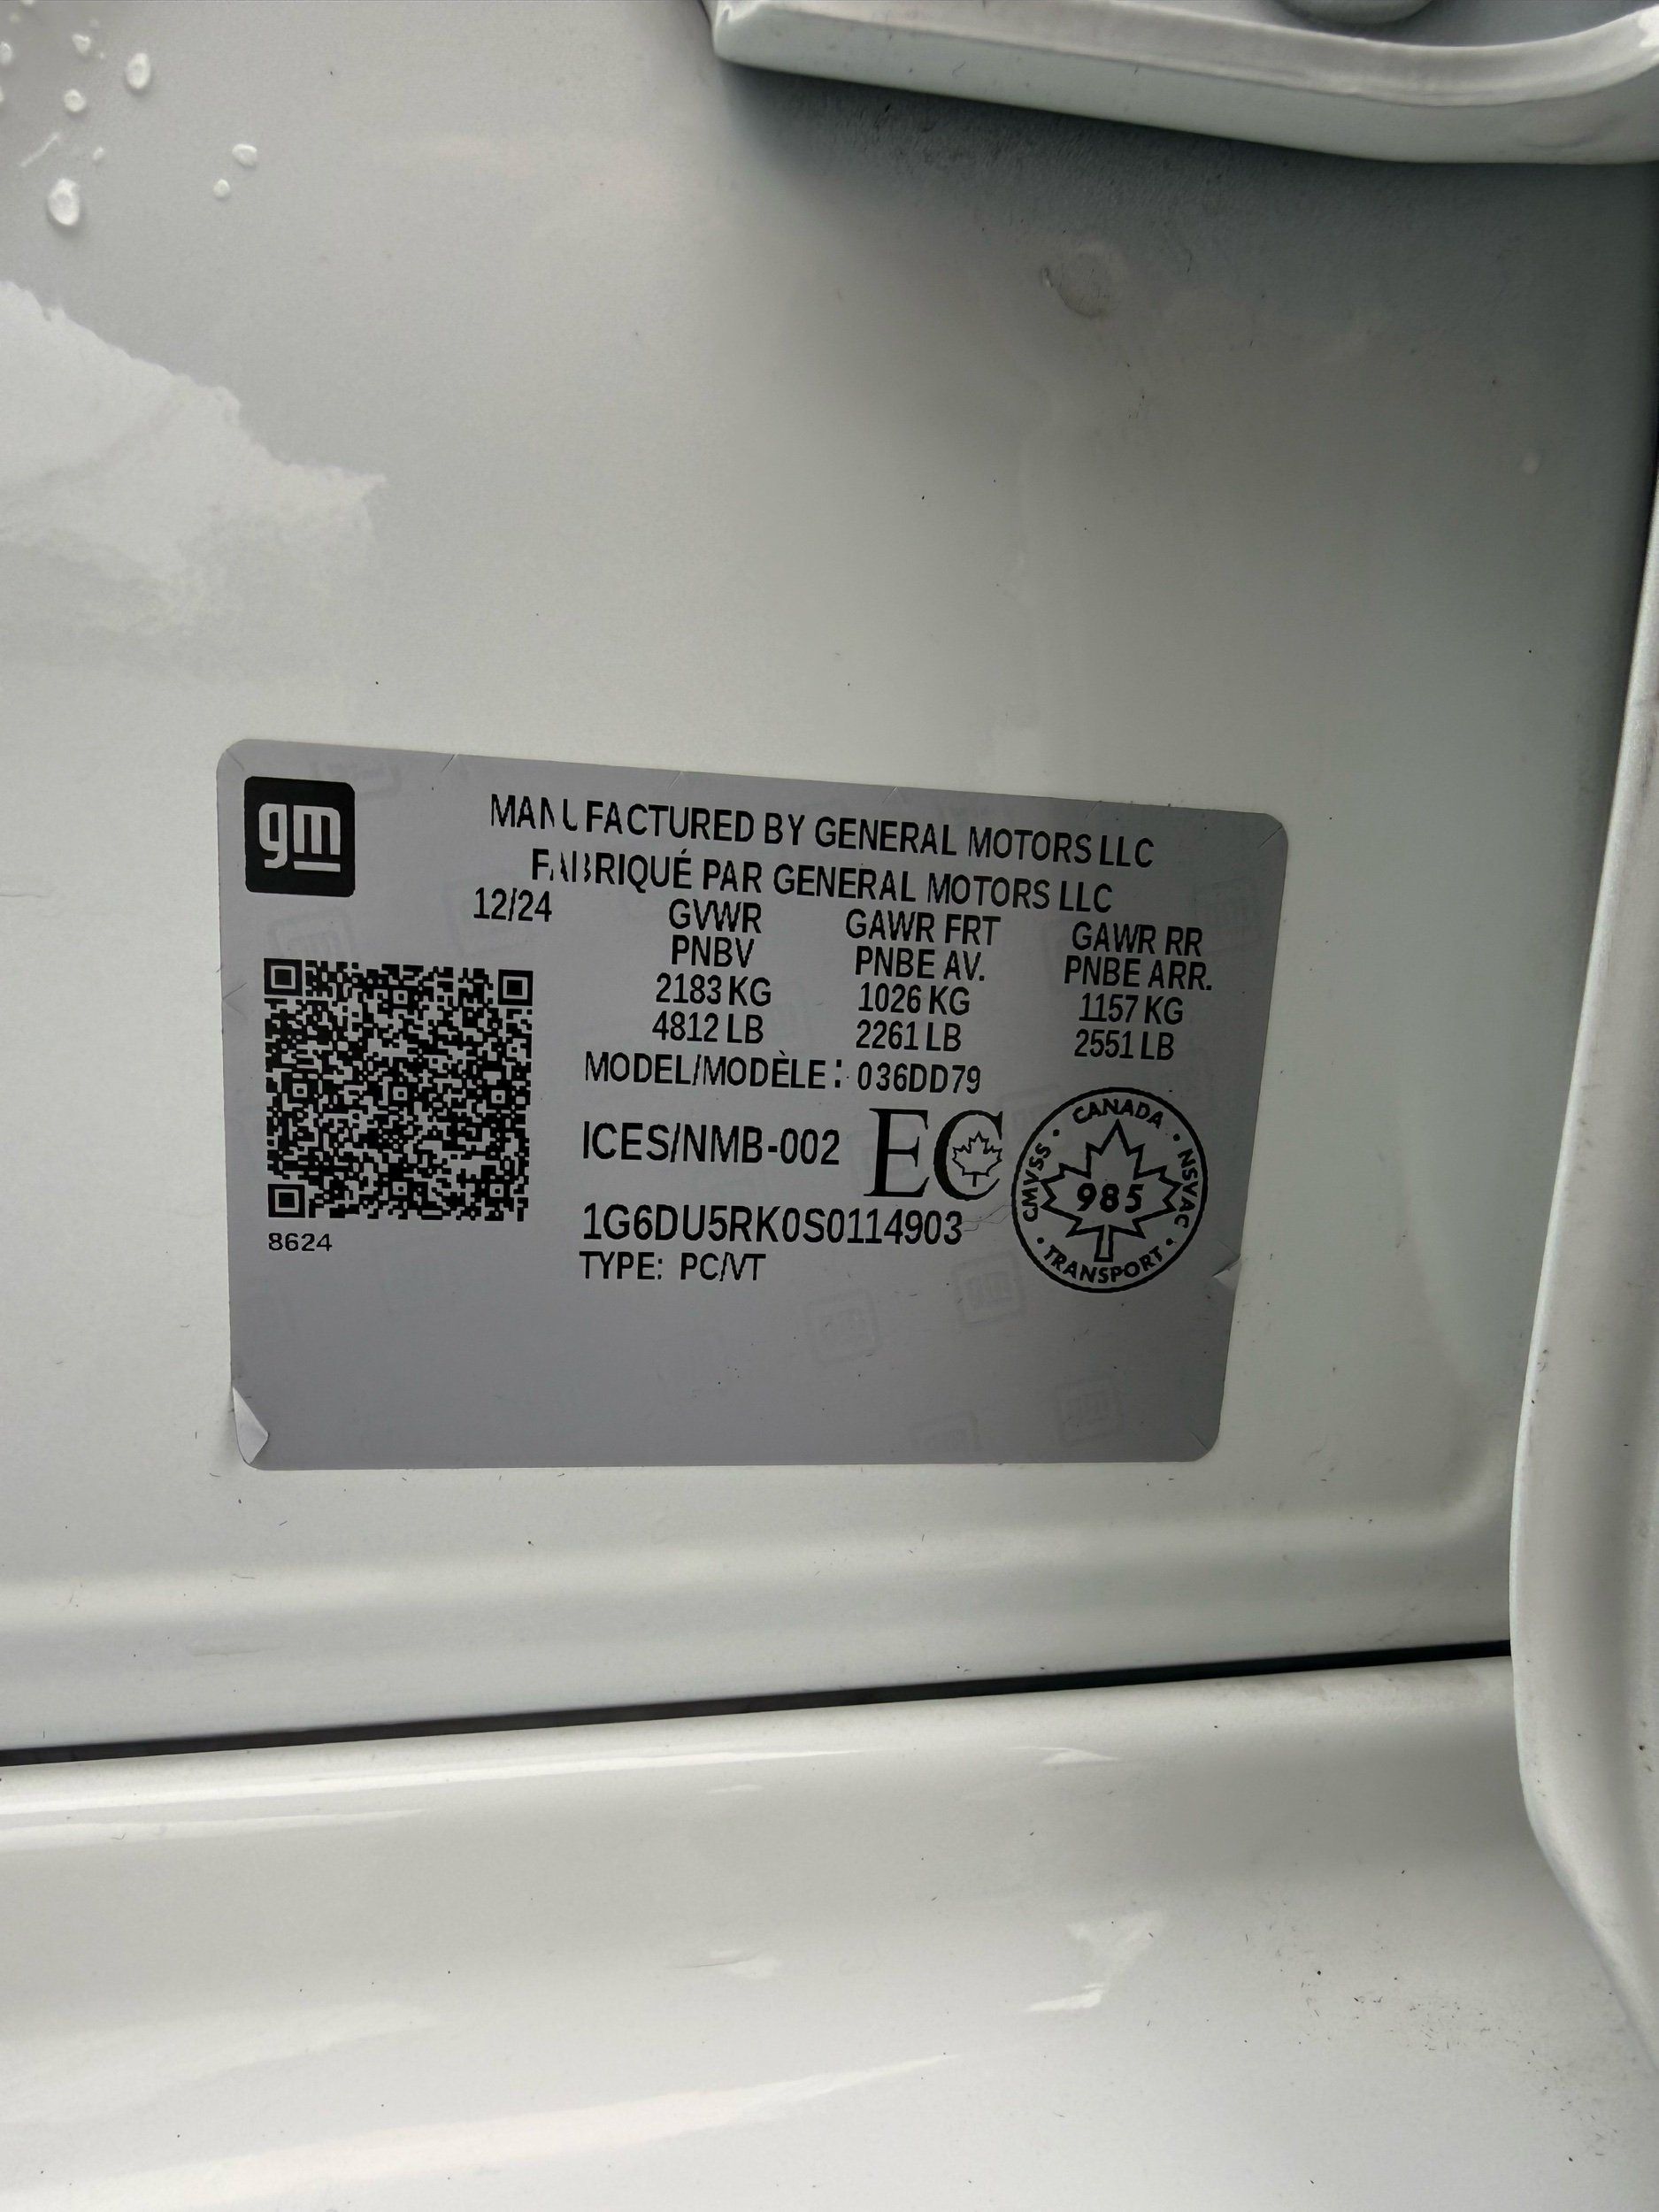 gm
MANUFACTURED BY GENERAL MOTORS LLC
FABRIQUÉ PAR GENERAL MOTORS LLC
12/24
GVWR GAWR FRT GAWR RR
PNBV PNBE AV. PNBE ARR.
2183 KG 1026 KG 1157 KG
4812 LB 2261 LB 2551 LB
MODEL/MODÈLE: 036DD79
ICES/NMB-002 EC
1G6DU5RK0S0114903
TYPE: PC/VT
8624
CANADA
CMVSS • NSVAC
985
TRANSPORT